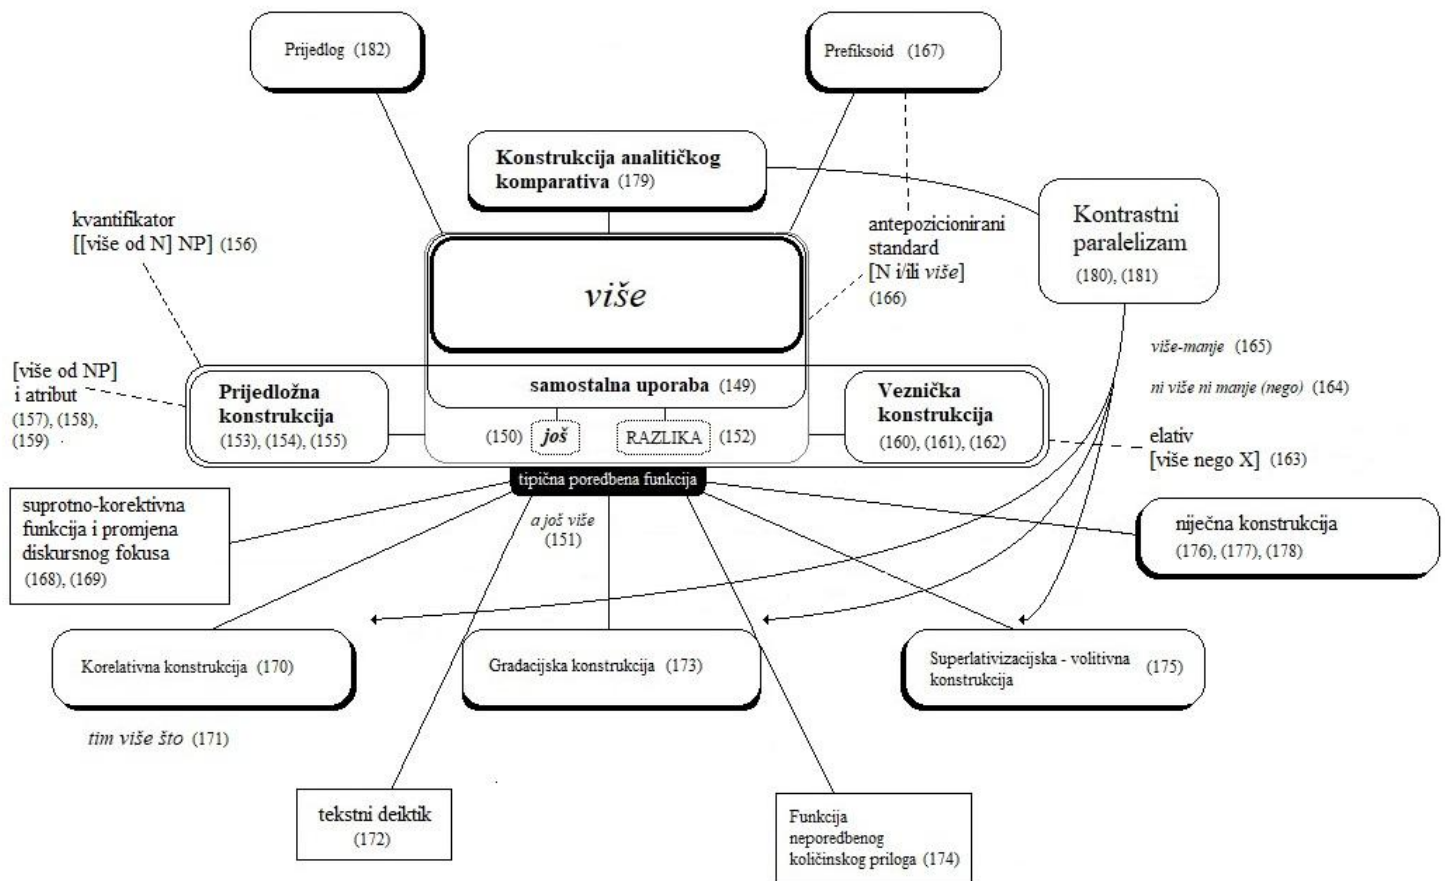 Prijedlog (182)
Prefiksoid (167)
Konstrukcija analitičkog
komparativa (179)
Kontrastni
paralelizam
(180), (181)
kvantifikator
[[više od N] NP] (156)
antepozicionirani
standard
[N i/ili više]
(166)
više
više-manje (165)
ni više ni manje (nego) (164)
[više od NP]
i atribut
(157), (158),
(159)
Prijedložna
konstrukcija
(153), (154), (155)
samostalna uporaba (149)
(150) još
RAZLIKA (152)
Veznička
konstrukcija
(160), (161), (162)
elativ
[više nego X] (163)
tipična poredbena funkcija
suprotno-korektivna
funkcija i promjena
diskursnog fokusa
(168), (169)
a još više
(151)
niječna konstrukcija
(176), (177), (178)
Korelativna konstrukcija (170)
Gradacijska konstrukcija (173)
Superlativizacijska - volitivna
konstrukcija
(175)
tim više što (171)
tekstni deiktik
(172)
Funkcija
neporedbenog
količinskog priloga (174)